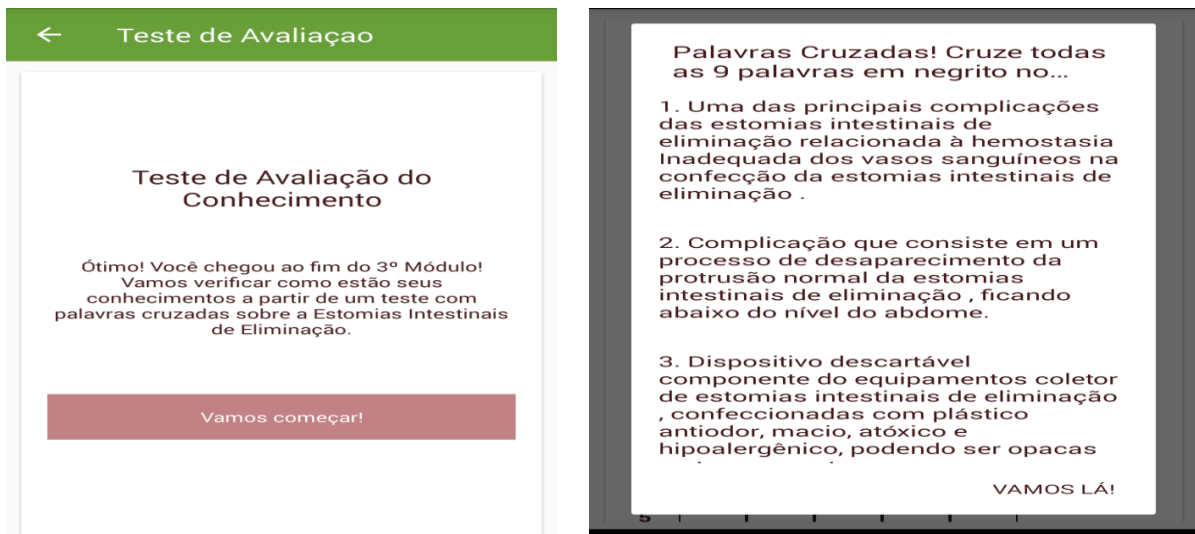 Teste de Avaliaçao
Teste de Avaliação do
Conhecimento
Ótimo! Você chegou ao fim do 3º Módulo!
Vamos verificar como estão seus
conhecimentos a partir de um teste com
palavras cruzadas sobre a Estomias Intestinais
de Eliminação.
Vamos começar!
Palavras Cruzadas! Cruze todas
as 9 palavras em negrito no...
1. Uma das principais complicações
das estomias intestinais de
eliminação relacionada à hemostasia
Inadequada dos vasos sanguíneos na
confecção da estomias intestinais de
eliminação .
2. Complicação que consiste em um
processo de desaparecimento da
protrusão normal da estomias
intestinais de eliminação , ficando
abaixo do nível do abdome.
3. Dispositivo descartável
componente do equipamentos coletor
de estomias intestinais de eliminação
, confeccionadas com plástico
antiodor, macio, atóxico e
hipoalergênico, podendo ser opacas
VAMOS LÁ!
5